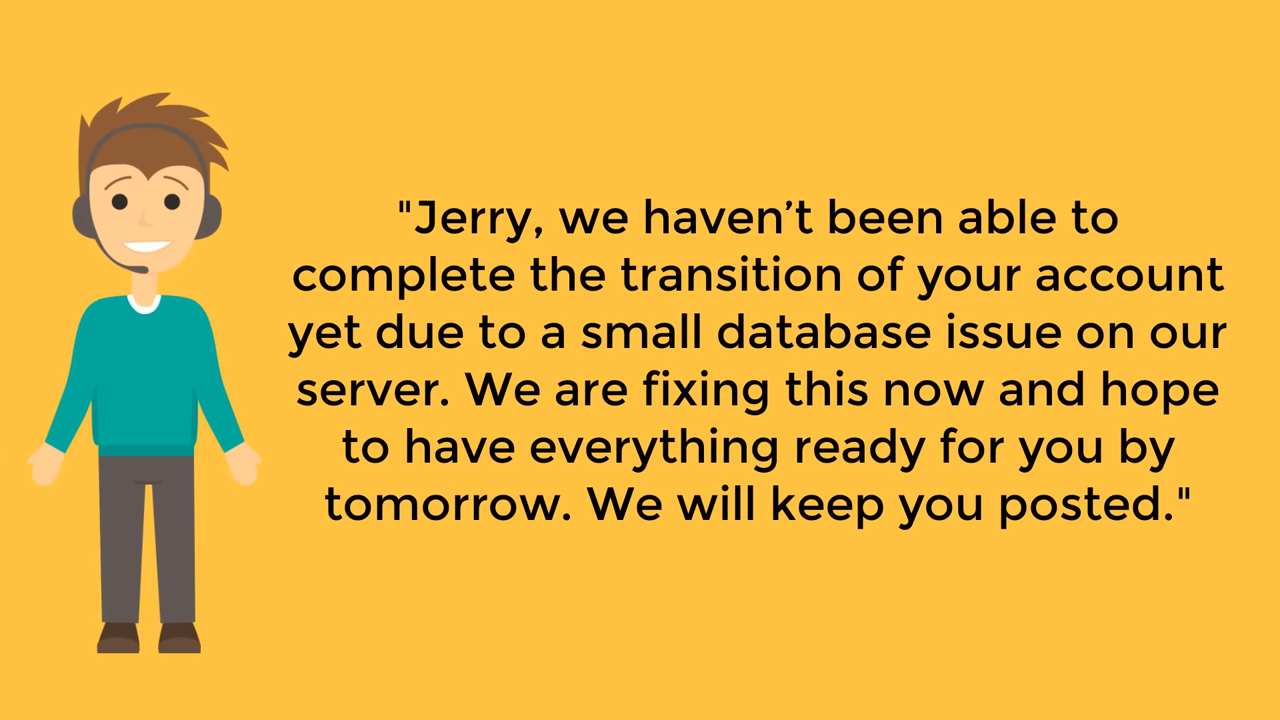 "Jerry, we haven’t been able to
complete the transition of your account
yet due to a small database issue on our
server. We are fixing this now and hope
to have everything ready for you by
tomorrow. We will keep you posted."